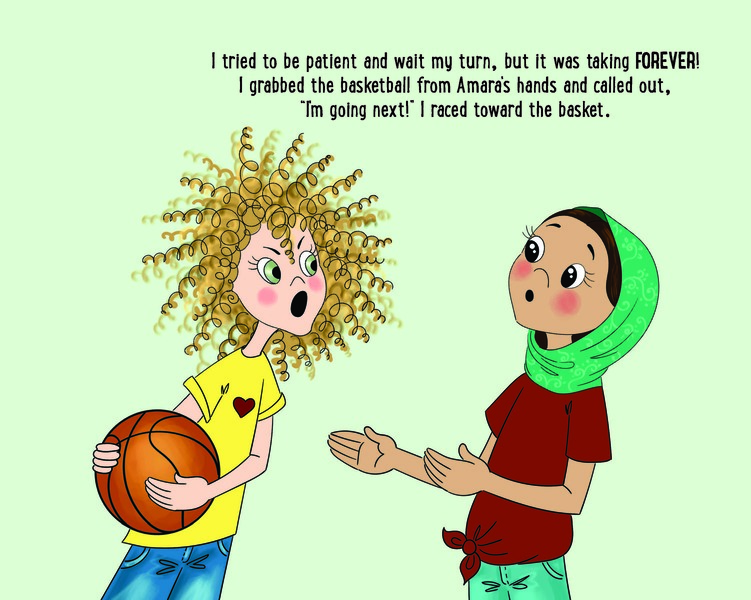 I tried to be patient and wait my turn, but it was taking FOREVER!
I grabbed the basketball from Amara's hands and called out,
"I'm going next!" I raced toward the basket.